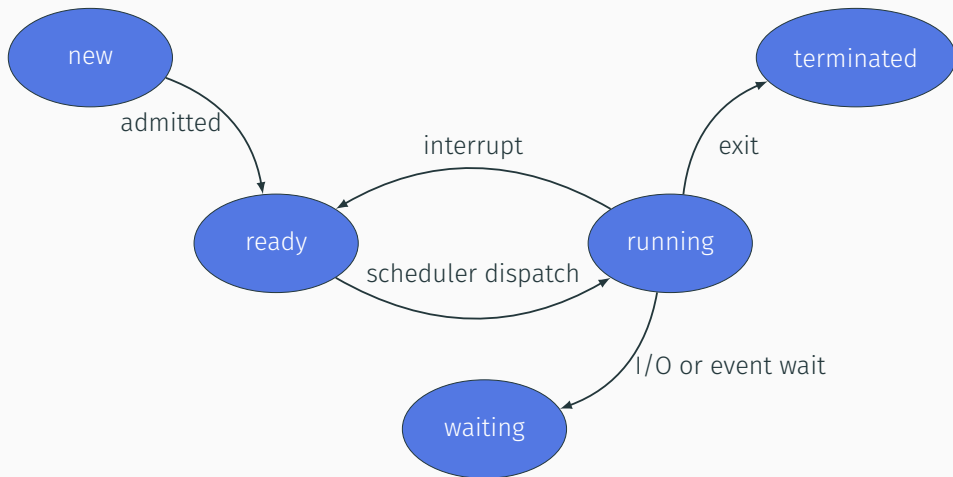 new
terminated
admitted
interrupt
exit
ready
running
scheduler dispatch
I/O or event wait
waiting